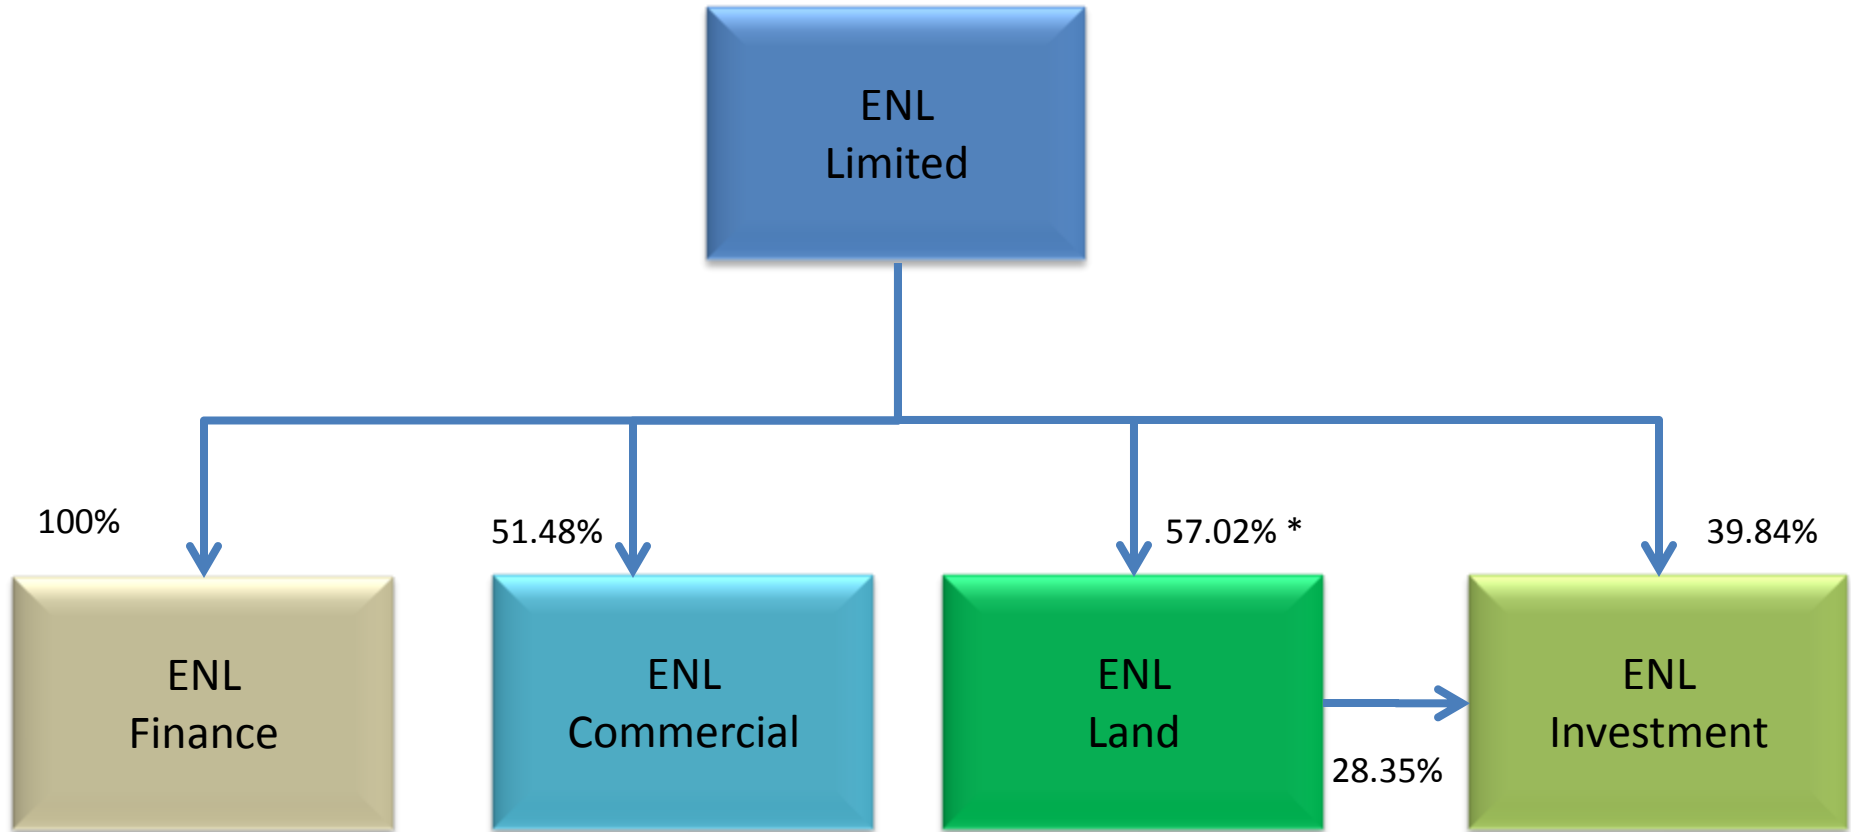 ENL
Limited
100%
51.48%
57.02% *
39.84%
ENL
Finance
ENL
Commercial
ENL
Land
28.35%
ENL
Investment